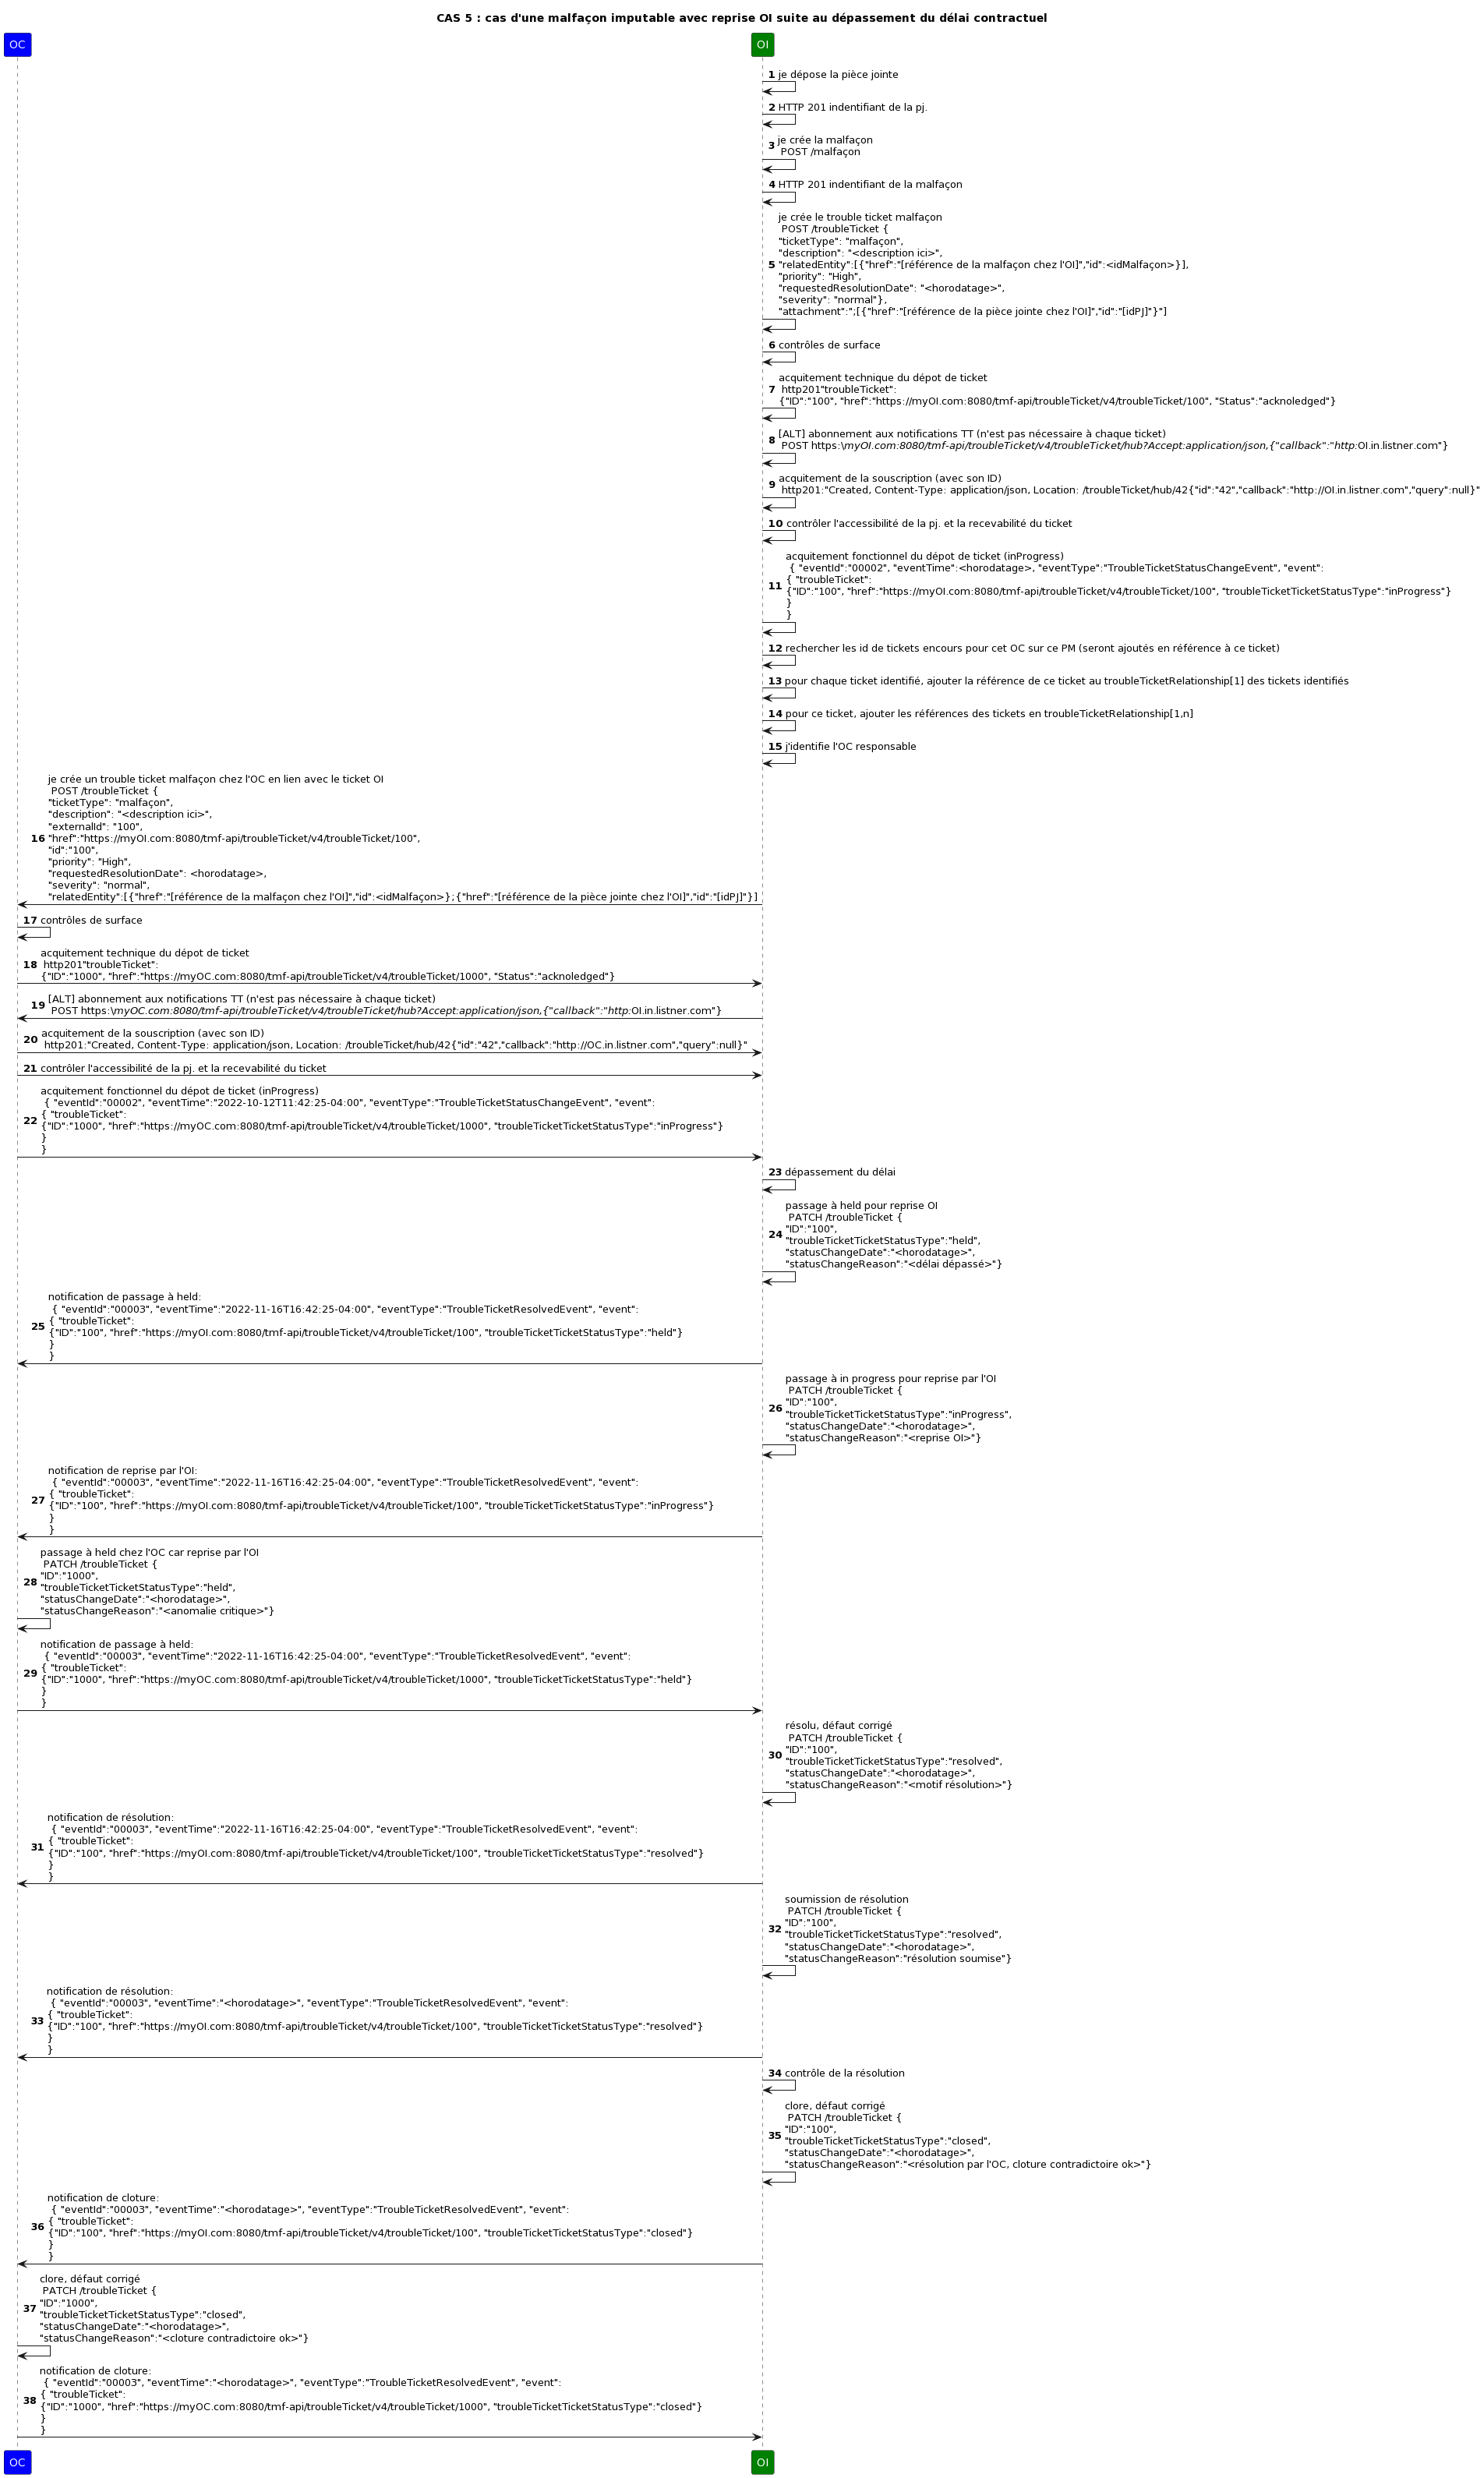 CAS 5 : cas d'une malfaçon imputable avec reprise OI suite au dépassement du délai contractuel
OC
OI
1 je dépose la pièce jointe
2 HTTP 201 indentifiant de la pj.
3 je crée la malfaçon
POST /malfaçon
4 HTTP 201 indentifiant de la malfaçon
je crée le trouble ticket malfaçon
POST /troubleTicket {
"ticketType": "malfaçon",
"description": "<description ici>",
5 "relatedEntity":[{"href":"[référence de la malfaçon chez l'OI]","id":<idMalfaçon>}],
"priority": "High",
"requestedResolutionDate": "<horodatage>",
"severity": "normal"},
"attachment":";[{"href":"[référence de la pièce jointe chez l'OI]","id":"[idPJ]"}"]
6 contrôles de surface
acquitement technique du dépot de ticket
7 http201"troubleTicket":
{"ID":"100", "href":"https://myOI.com:8080/tmf-api/troubleTicket/v4/troubleTicket/100", "Status":"acknoledged"}
8 [ALT] abonnement aux notifications TT (n'est pas nécessaire à chaque ticket)
POST https:\myOI.com:8080/tmf-api/troubleTicket/v4/troubleTicket/hub?Accept:application/json,{"callback":"http:OI.in.listner.com"}
9 acquitement de la souscription (avec son ID)
http201:"Created, Content-Type: application/json, Location: /troubleTicket/hub/42{"id":"42","callback":"http://OI.in.listner.com","query":null}"
10 contrôler l'accessibilité de la pj. et la recevabilité du ticket
acquitement fonctionnel du dépot de ticket (inProgress)
{ "eventId":"00002", "eventTime":<horodatage>, "eventType":"TroubleTicketStatusChangeEvent", "event":
11 { "troubleTicket":
{"ID":"100", "href":"https://myOI.com:8080/tmf-api/troubleTicket/v4/troubleTicket/100", "troubleTicketTicketStatusType":"inProgress"}
}
}
12 rechercher les id de tickets encours pour cet OC sur ce PM (seront ajoutés en référence à ce ticket)
13 pour chaque ticket identifié, ajouter la référence de ce ticket au troubleTicketRelationship[1] des tickets identifiés
14 pour ce ticket, ajouter les références des tickets en troubleTicketRelationship[1,n]
15 j'identifie l'OC responsable
je crée un trouble ticket malfaçon chez l'OC en lien avec le ticket OI
POST /troubleTicket {
"ticketType": "malfaçon",
"description": "<description ici>",
"externalId": "100",
16 "href":"https://myOI.com:8080/tmf-api/troubleTicket/v4/troubleTicket/100",
"id":"100",
"priority": "High",
"requestedResolutionDate": <horodatage>,
"severity": "normal",
"relatedEntity":[{"href":"[référence de la malfaçon chez l'OI]","id":<idMalfaçon>};{"href":"[référence de la pièce jointe chez l'OI]","id":"[idPJ]"}]
17 contrôles de surface
acquitement technique du dépot de ticket
18 http201"troubleTicket":
{"ID":"1000", "href":"https://myOC.com:8080/tmf-api/troubleTicket/v4/troubleTicket/1000", "Status":"acknoledged"}
19 [ALT] abonnement aux notifications TT (n'est pas nécessaire à chaque ticket)
POST https:\myOC.com:8080/tmf-api/troubleTicket/v4/troubleTicket/hub?Accept:application/json,{"callback":"http:OI.in.listner.com"}
20 acquitement de la souscription (avec son ID)
http201:"Created, Content-Type: application/json, Location: /troubleTicket/hub/42{"id":"42","callback":"http://OC.in.listner.com","query":null}"
21 contrôler l'accessibilité de la pj. et la recevabilité du ticket
acquitement fonctionnel du dépot de ticket (inProgress)
{ "eventId":"00002", "eventTime":"2022-10-12T11:42:25-04:00", "eventType":"TroubleTicketStatusChangeEvent", "event":
22 { "troubleTicket":
{"ID":"1000", "href":"https://myOC.com:8080/tmf-api/troubleTicket/v4/troubleTicket/1000", "troubleTicketTicketStatusType":"inProgress"}
}
}
23 dépassement du délai
passage à held pour reprise OI
PATCH /troubleTicket {
24 "ID":"100",
"troubleTicketTicketStatusType":"held",
"statusChangeDate":"<horodatage>",
"statusChangeReason":"<délai dépassé>"}
notification de passage à held:
{ "eventId":"00003", "eventTime":"2022-11-16T16:42:25-04:00", "eventType":"TroubleTicketResolvedEvent", "event":
25 { "troubleTicket":
{"ID":"100", "href":"https://myOI.com:8080/tmf-api/troubleTicket/v4/troubleTicket/100", "troubleTicketTicketStatusType":"held"}
}
}
passage à in progress pour reprise par l'OI
PATCH /troubleTicket {
26 "ID":"100",
"troubleTicketTicketStatusType":"inProgress",
"statusChangeDate":"<horodatage>",
"statusChangeReason":"<reprise OI>"}
notification de reprise par l'OI:
{ "eventId":"00003", "eventTime":"2022-11-16T16:42:25-04:00", "eventType":"TroubleTicketResolvedEvent", "event":
27 { "troubleTicket":
{"ID":"100", "href":"https://myOI.com:8080/tmf-api/troubleTicket/v4/troubleTicket/100", "troubleTicketTicketStatusType":"inProgress"}
}
}
passage à held chez l'OC car reprise par l'OI
PATCH /troubleTicket {
28 "ID":"1000",
"troubleTicketTicketStatusType":"held",
"statusChangeDate":"<horodatage>",
"statusChangeReason":"<anomalie critique>"}
notification de passage à held:
{ "eventId":"00003", "eventTime":"2022-11-16T16:42:25-04:00", "eventType":"TroubleTicketResolvedEvent", "event":
29 { "troubleTicket":
{"ID":"1000", "href":"https://myOC.com:8080/tmf-api/troubleTicket/v4/troubleTicket/1000", "troubleTicketTicketStatusType":"held"}
}
}
résolu, défaut corrigé
PATCH /troubleTicket {
30 "ID":"100",
"troubleTicketTicketStatusType":"resolved",
"statusChangeDate":"<horodatage>",
"statusChangeReason":"<motif résolution>"}
notification de résolution:
{ "eventId":"00003", "eventTime":"2022-11-16T16:42:25-04:00", "eventType":"TroubleTicketResolvedEvent", "event":
31 { "troubleTicket":
{"ID":"100", "href":"https://myOI.com:8080/tmf-api/troubleTicket/v4/troubleTicket/100", "troubleTicketTicketStatusType":"resolved"}
}
}
soumission de résolution
PATCH /troubleTicket {
32 "ID":"100",
"troubleTicketTicketStatusType":"resolved",
"statusChangeDate":"<horodatage>",
"statusChangeReason":"résolution soumise"}
notification de résolution:
{ "eventId":"00003", "eventTime":"<horodatage>", "eventType":"TroubleTicketResolvedEvent", "event":
33 { "troubleTicket":
{"ID":"100", "href":"https://myOI.com:8080/tmf-api/troubleTicket/v4/troubleTicket/100", "troubleTicketTicketStatusType":"resolved"}
}
}
34 contrôle de la résolution
clore, défaut corrigé
PATCH /troubleTicket {
35 "ID":"100",
"troubleTicketTicketStatusType":"closed",
"statusChangeDate":"<horodatage>",
"statusChangeReason":"<résolution par l'OC, cloture contradictoire ok>"}
notification de cloture:
{ "eventId":"00003", "eventTime":"<horodatage>", "eventType":"TroubleTicketResolvedEvent", "event":
36 { "troubleTicket":
{"ID":"100", "href":"https://myOI.com:8080/tmf-api/troubleTicket/v4/troubleTicket/100", "troubleTicketTicketStatusType":"closed"}
}
}
clore, défaut corrigé
PATCH /troubleTicket {
37 "ID":"1000",
"troubleTicketTicketStatusType":"closed",
"statusChangeDate":"<horodatage>",
"statusChangeReason":"<cloture contradictoire ok>"}
notification de cloture:
{ "eventId":"00003", "eventTime":"<horodatage>", "eventType":"TroubleTicketResolvedEvent", "event":
38 { "troubleTicket":
{"ID":"1000", "href":"https://myOC.com:8080/tmf-api/troubleTicket/v4/troubleTicket/1000", "troubleTicketTicketStatusType":"closed"}
}
}
OC
OI